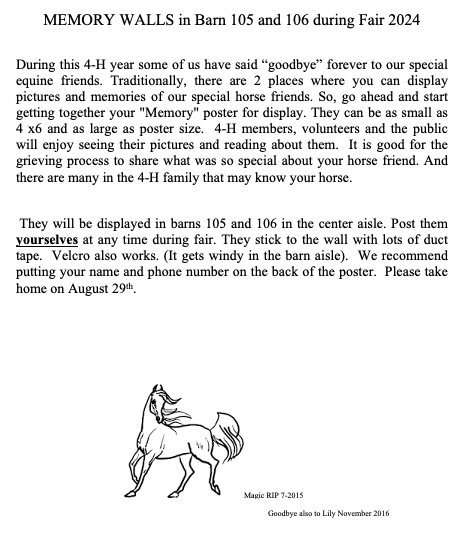 MEMORY WALLS in Barn 105 and 106 during Fair 2024
During this 4-H year some of us have said “goodbye” forever to our special
equine friends. Traditionally, there are 2 places where you can display
pictures and memories of our special horse friends. So, go ahead and start
getting together your "Memory" poster for display. They can be as small as
4 x6 and as large as poster size. 4-H members, volunteers and the public
will enjoy seeing their pictures and reading about them. It is good for the
grieving process to share what was so special about your horse friend. And
there are many in the 4-H family that may know your horse.
They will be displayed in barns 105 and 106 in the center aisle. Post them
yourselves at any time during fair. They stick to the wall with lots of duct
tape. Velcro also works. (It gets windy in the barn aisle). We recommend
putting your name and phone number on the back of the poster. Please take
home on August 29th.
Magic RIP 7-2015
Goodbye also to Lily November 2016